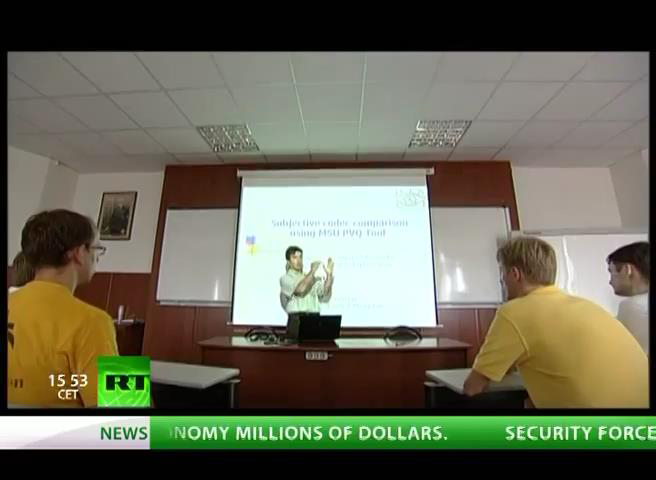 Subjective codec comparison
using MSU PVQ Tool
15 53
CET
RT
NEWS
NOMY MILLIONS OF DOLLARS.
SECURITY FORCE